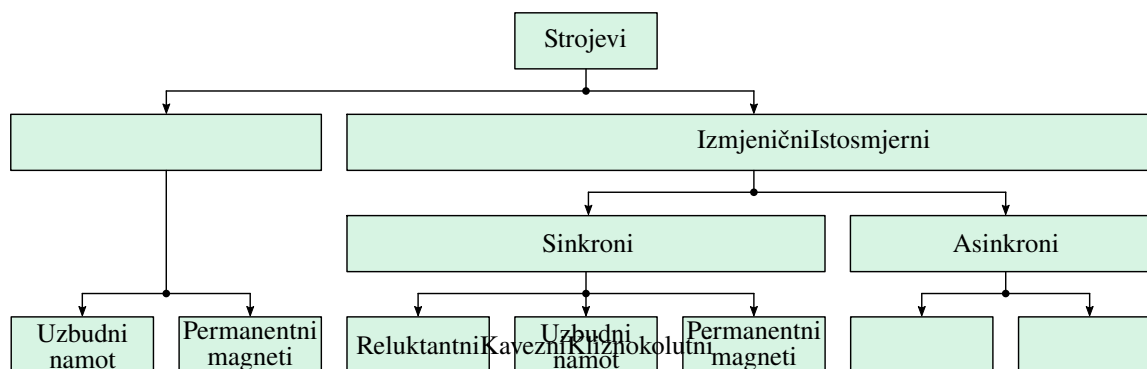 Strojevi
IzmjeničniIstosmjerni
Sinkroni
Asinkroni
Uzbudni
namot
Permanentni
magneti
ReluktantniKavezniKliznokolutni
Uzbudni
namot
Permanentni
magneti